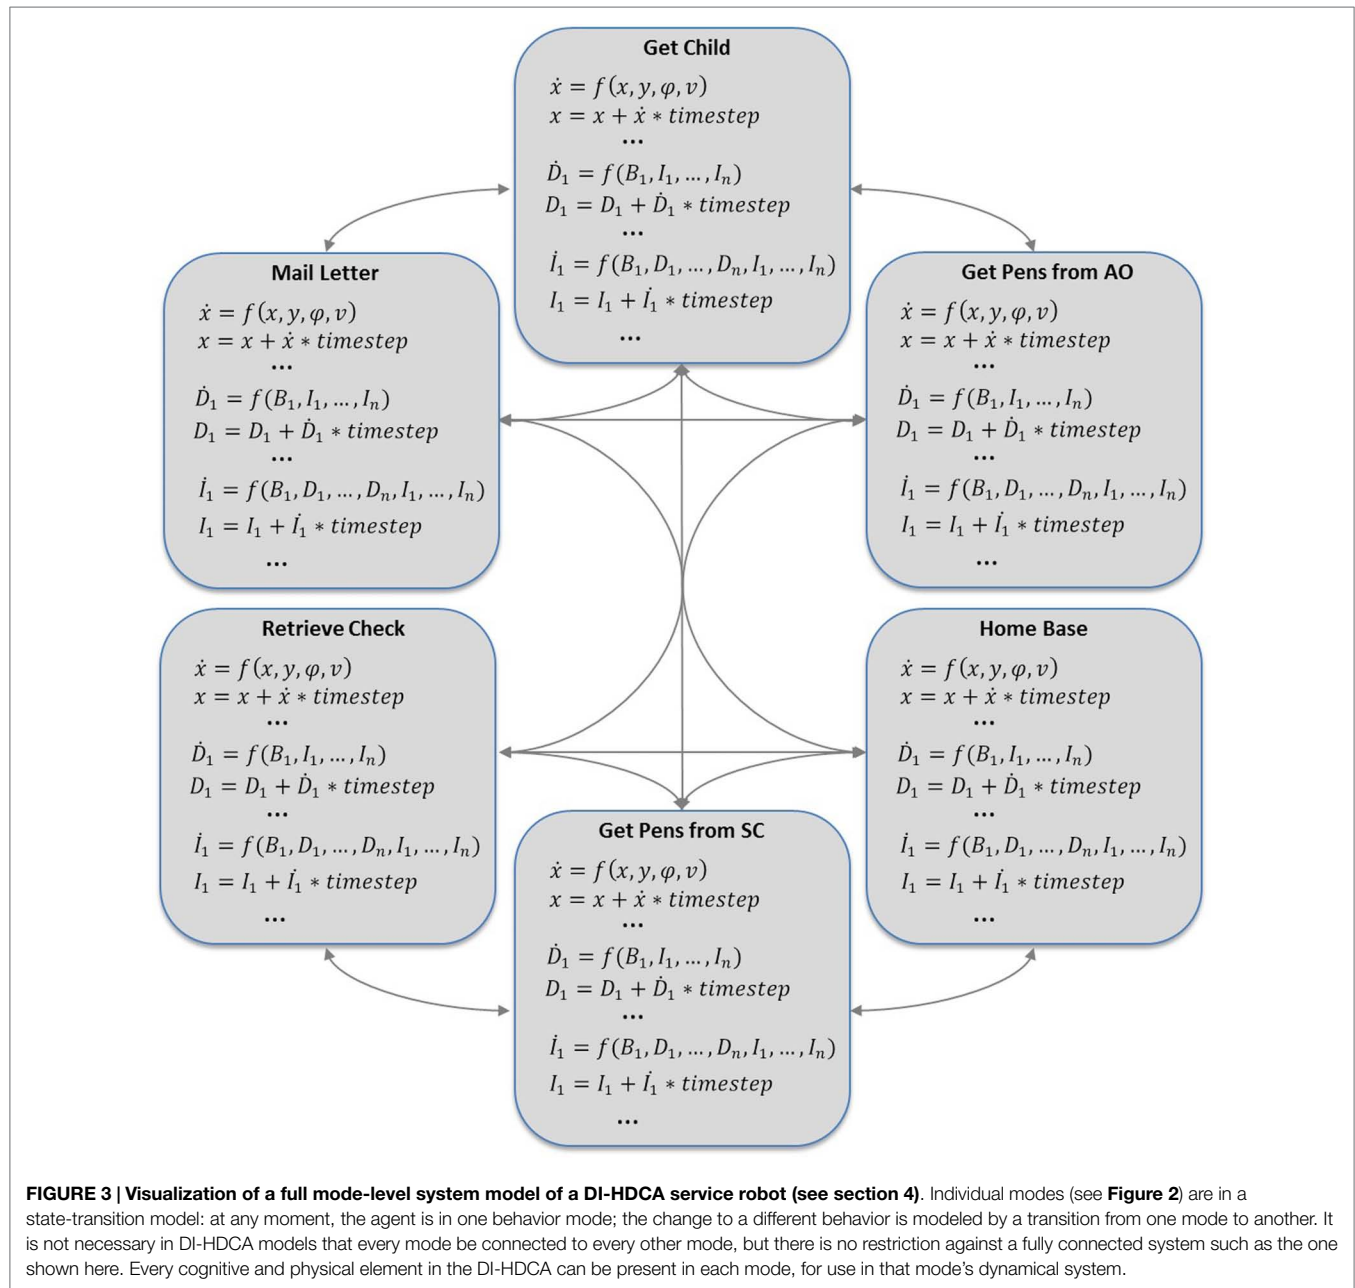 Get Child
ẋ = f(x, y, φ, v)
x = x + ẋ * timestep
...
Ḋ₁ = f(B₁, I₁, ..., Iₙ)
D₁ = D₁ + Ḋ₁ * timestep
...
İ₁ = f(B₁, D₁, ..., Dₙ, I₁, ..., Iₙ)
I₁ = I₁ + İ₁ * timestep
...
Mail Letter
ẋ = f(x, y, φ, v)
x = x + ẋ * timestep
...
Ḋ₁ = f(B₁, I₁, ..., Iₙ)
D₁ = D₁ + Ḋ₁ * timestep
...
İ₁ = f(B₁, D₁, ..., Dₙ, I₁, ..., Iₙ)
I₁ = I₁ + İ₁ * timestep
...
Get Pens from AO
ẋ = f(x, y, φ, v)
x = x + ẋ * timestep
...
Ḋ₁ = f(B₁, I₁, ..., Iₙ)
D₁ = D₁ + Ḋ₁ * timestep
...
İ₁ = f(B₁, D₁, ..., Dₙ, I₁, ..., Iₙ)
I₁ = I₁ + İ₁ * timestep
...
Retrieve Check
ẋ = f(x, y, φ, v)
x = x + ẋ * timestep
...
Ḋ₁ = f(B₁, I₁, ..., Iₙ)
D₁ = D₁ + Ḋ₁ * timestep
...
İ₁ = f(B₁, D₁, ..., Dₙ, I₁, ..., Iₙ)
I₁ = I₁ + İ₁ * timestep
...
Home Base
ẋ = f(x, y, φ, v)
x = x + ẋ * timestep
...
Ḋ₁ = f(B₁, I₁, ..., Iₙ)
D₁ = D₁ + Ḋ₁ * timestep
...
İ₁ = f(B₁, D₁, ..., Dₙ, I₁, ..., Iₙ)
I₁ = I₁ + İ₁ * timestep
...
Get Pens from SC
ẋ = f(x, y, φ, v)
x = x + ẋ * timestep
...
Ḋ₁ = f(B₁, I₁, ..., Iₙ)
D₁ = D₁ + Ḋ₁ * timestep
...
İ₁ = f(B₁, D₁, ..., Dₙ, I₁, ..., Iₙ)
I₁ = I₁ + İ₁ * timestep
...
FIGURE 3 | Visualization of a full mode-level system model of a DI-HDCA service robot (see section 4). Individual modes (see Figure 2) are in a
state-transition model: at any moment, the agent is in one behavior mode; the change to a different behavior is modeled by a transition from one mode to another. It
is not necessary in DI-HDCA models that every mode be connected to every other mode, but there is no restriction against a fully connected system such as the one
shown here. Every cognitive and physical element in the DI-HDCA can be present in each mode, for use in that mode's dynamical system.